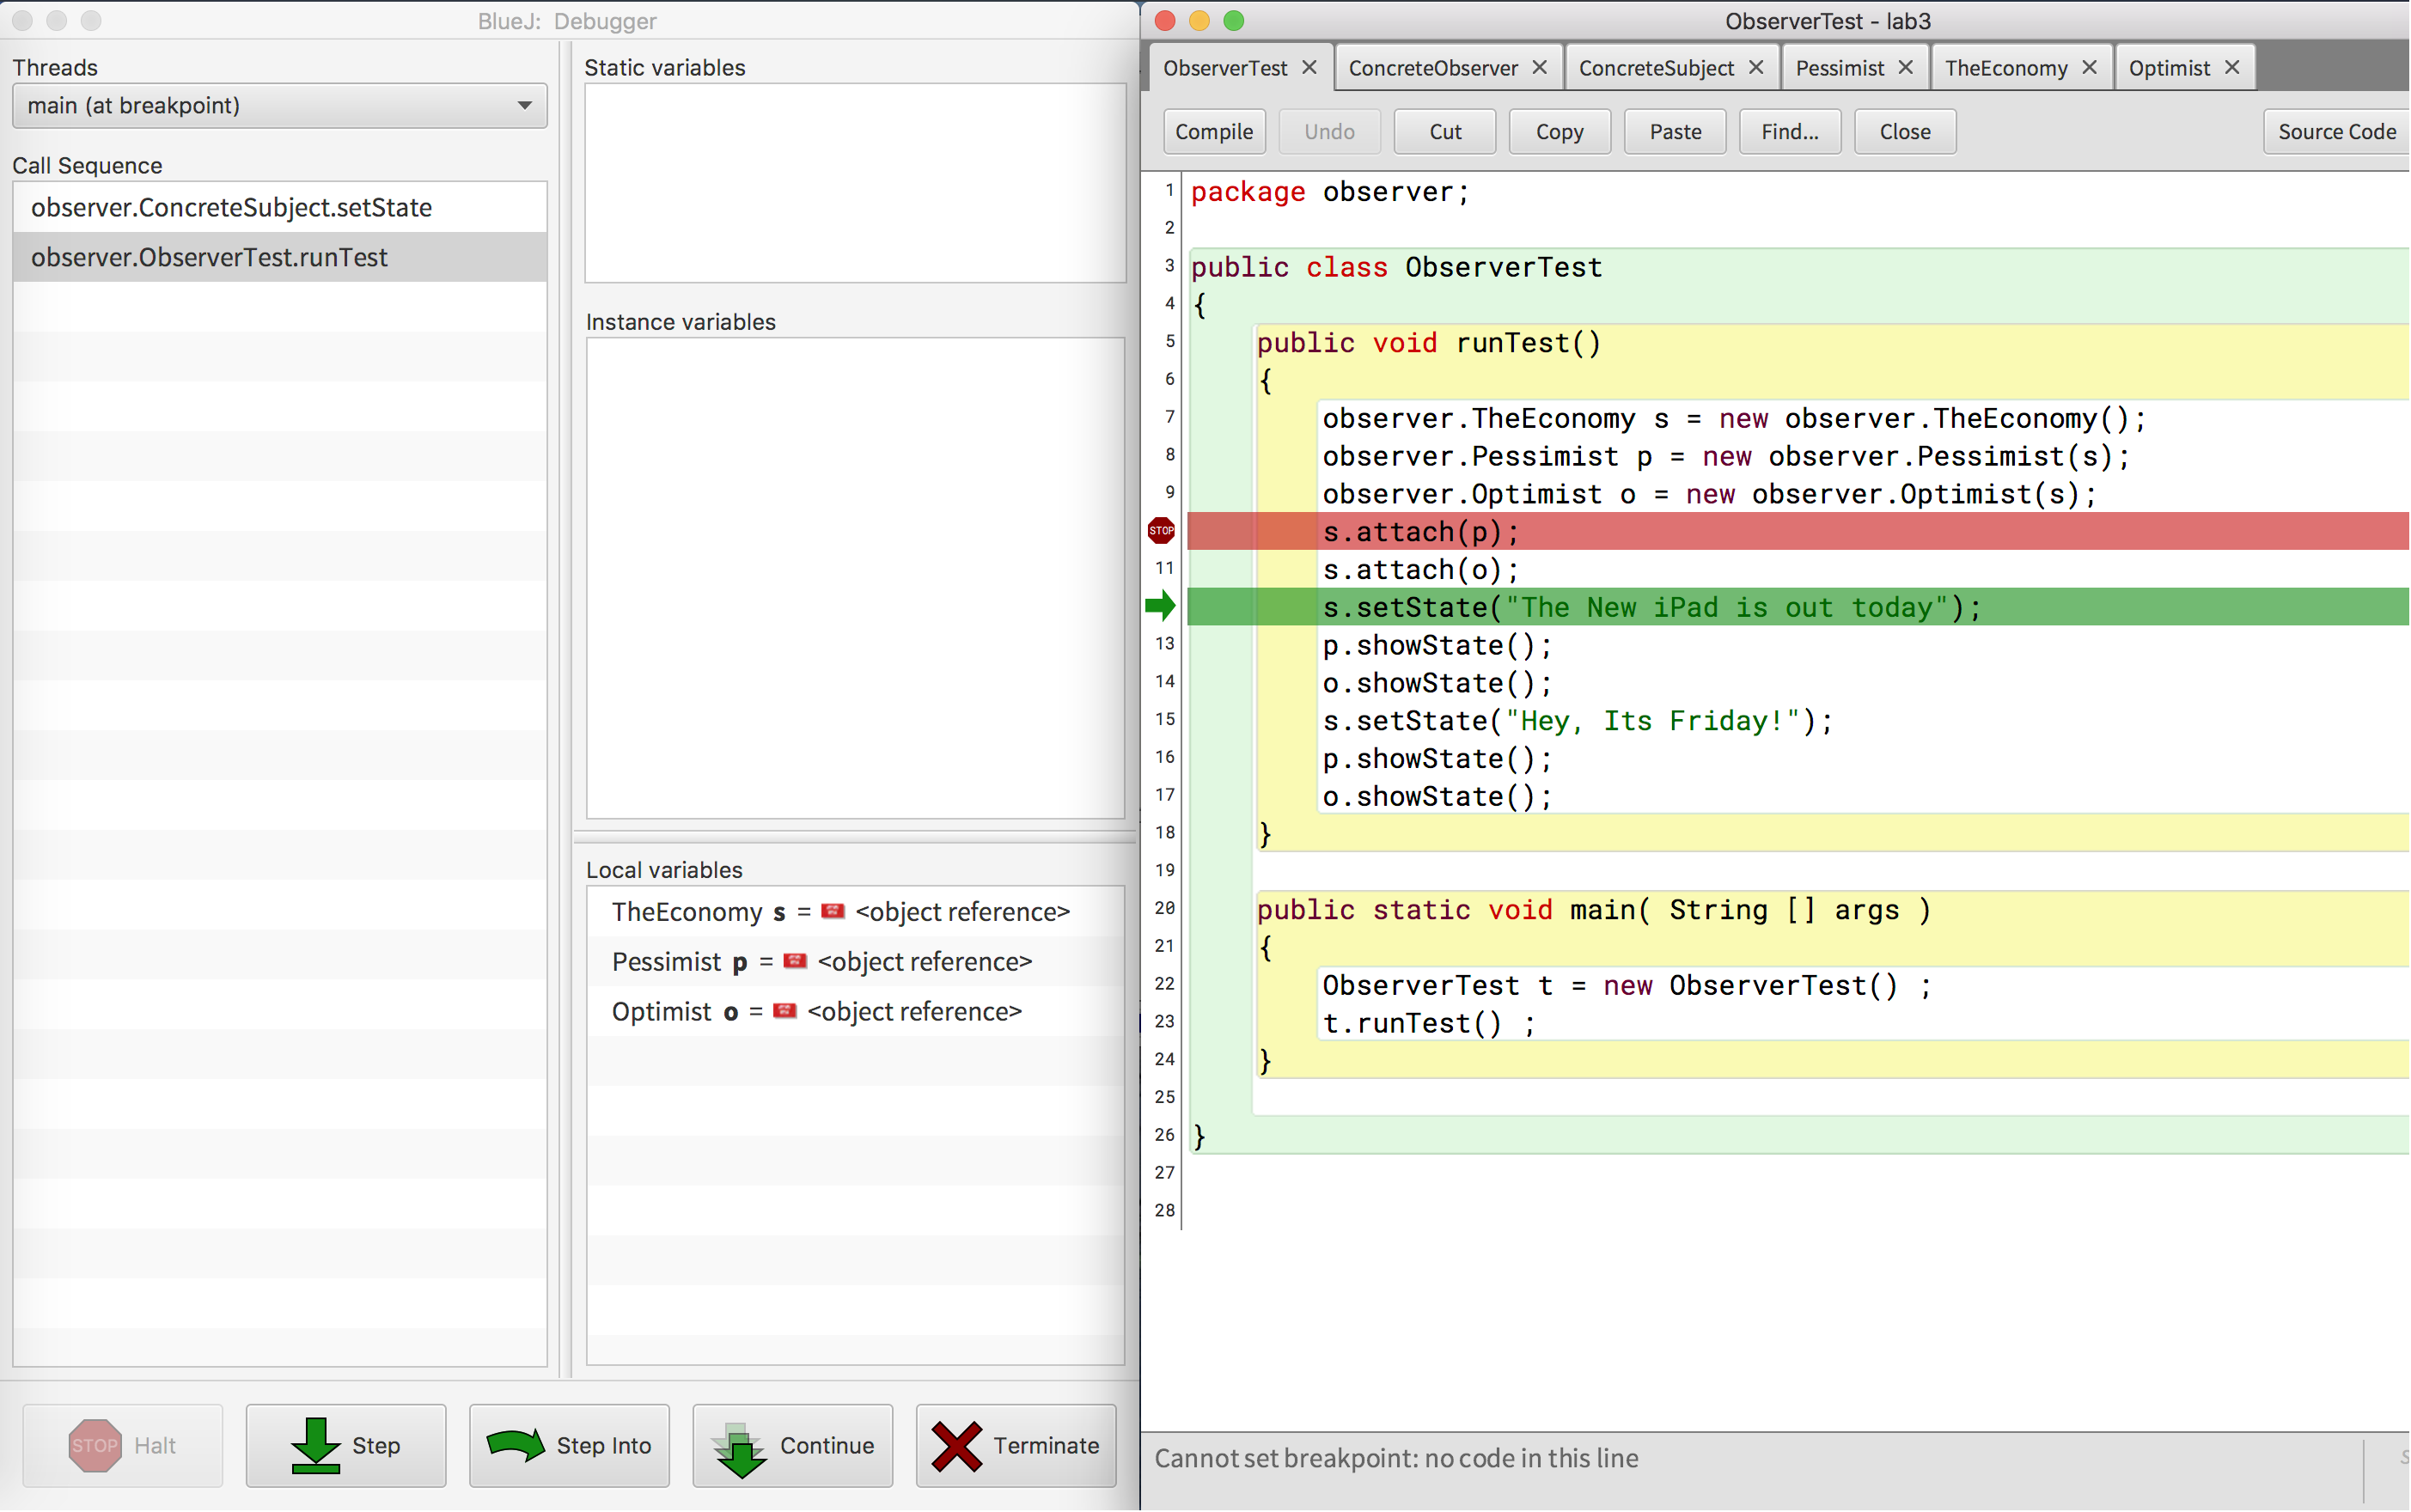 BlueJ: Debugger
Threads
main (at breakpoint)
Call Sequence
observer.ConcreteSubject.setState
observer.ObserverTest.runTest
Static variables
Instance variables
Local variables
TheEconomy s = <object reference>
Pessimist p = <object reference>
Optimist o = <object reference>
STOP Halt
Step
Step Into
Continue
Terminate
ObserverTest - lab3
ObserverTest ConcreteObserver ConcreteSubject Pessimist TheEconomy Optimist
Compile Undo Cut Copy Paste Find... Close Source Code
1 package observer;
2
3 public class ObserverTest
4 {
5 public void runTest()
6 {
7 observer.TheEconomy s = new observer.TheEconomy();
8 observer.Pessimist p = new observer.Pessimist(s);
9 observer.Optimist o = new observer.Optimist(s);
STOP s.attach(p);
11 s.attach(o);
s.setState("The New iPad is out today");
13 p.showState();
14 o.showState();
15 s.setState("Hey, Its Friday!");
16 p.showState();
17 o.showState();
18 }
19
20 public static void main( String [] args )
21 {
22 ObserverTest t = new ObserverTest() ;
23 t.runTest() ;
24 }
25
26 }
27
28
Cannot set breakpoint: no code in this line